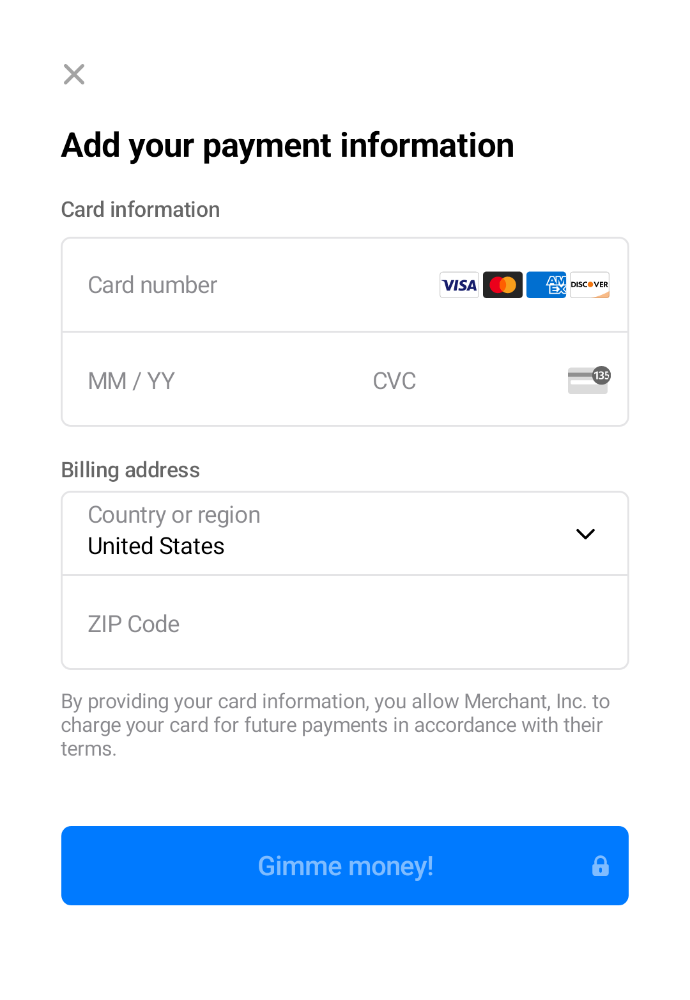 Add your payment information
Card information
Card number
VISA
AM
EX
DISCOVER
MM / YY
CVC
135
Billing address
Country or region
United States
ZIP Code
By providing your card information, you allow Merchant, Inc. to
charge your card for future payments in accordance with their
terms.
Gimme money!